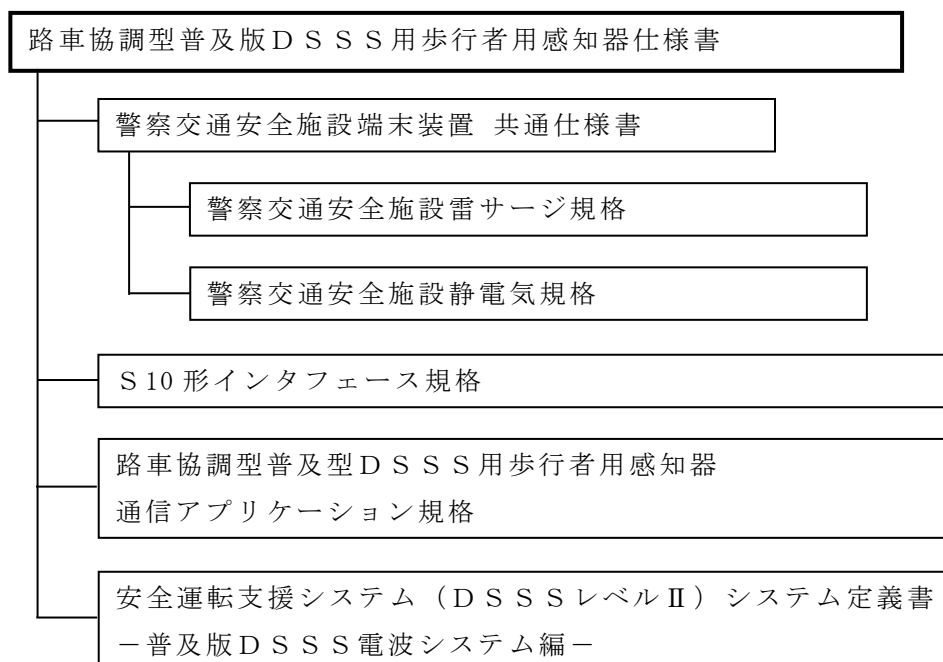 路車協調型普及版ＤＳＳＳ用歩行者用感知器仕様書
警察交通安全施設端末装置 共通仕様書
警察交通安全施設雷サージ規格
警察交通安全施設静電気規格
Ｓ10 形インタフェース規格
路車協調型普及型ＤＳＳＳ用歩行者用感知器
通信アプリケーション規格
安全運転支援システム（ＤＳＳＳレベルⅡ）システム定義書
－普及版ＤＳＳＳ電波システム編－